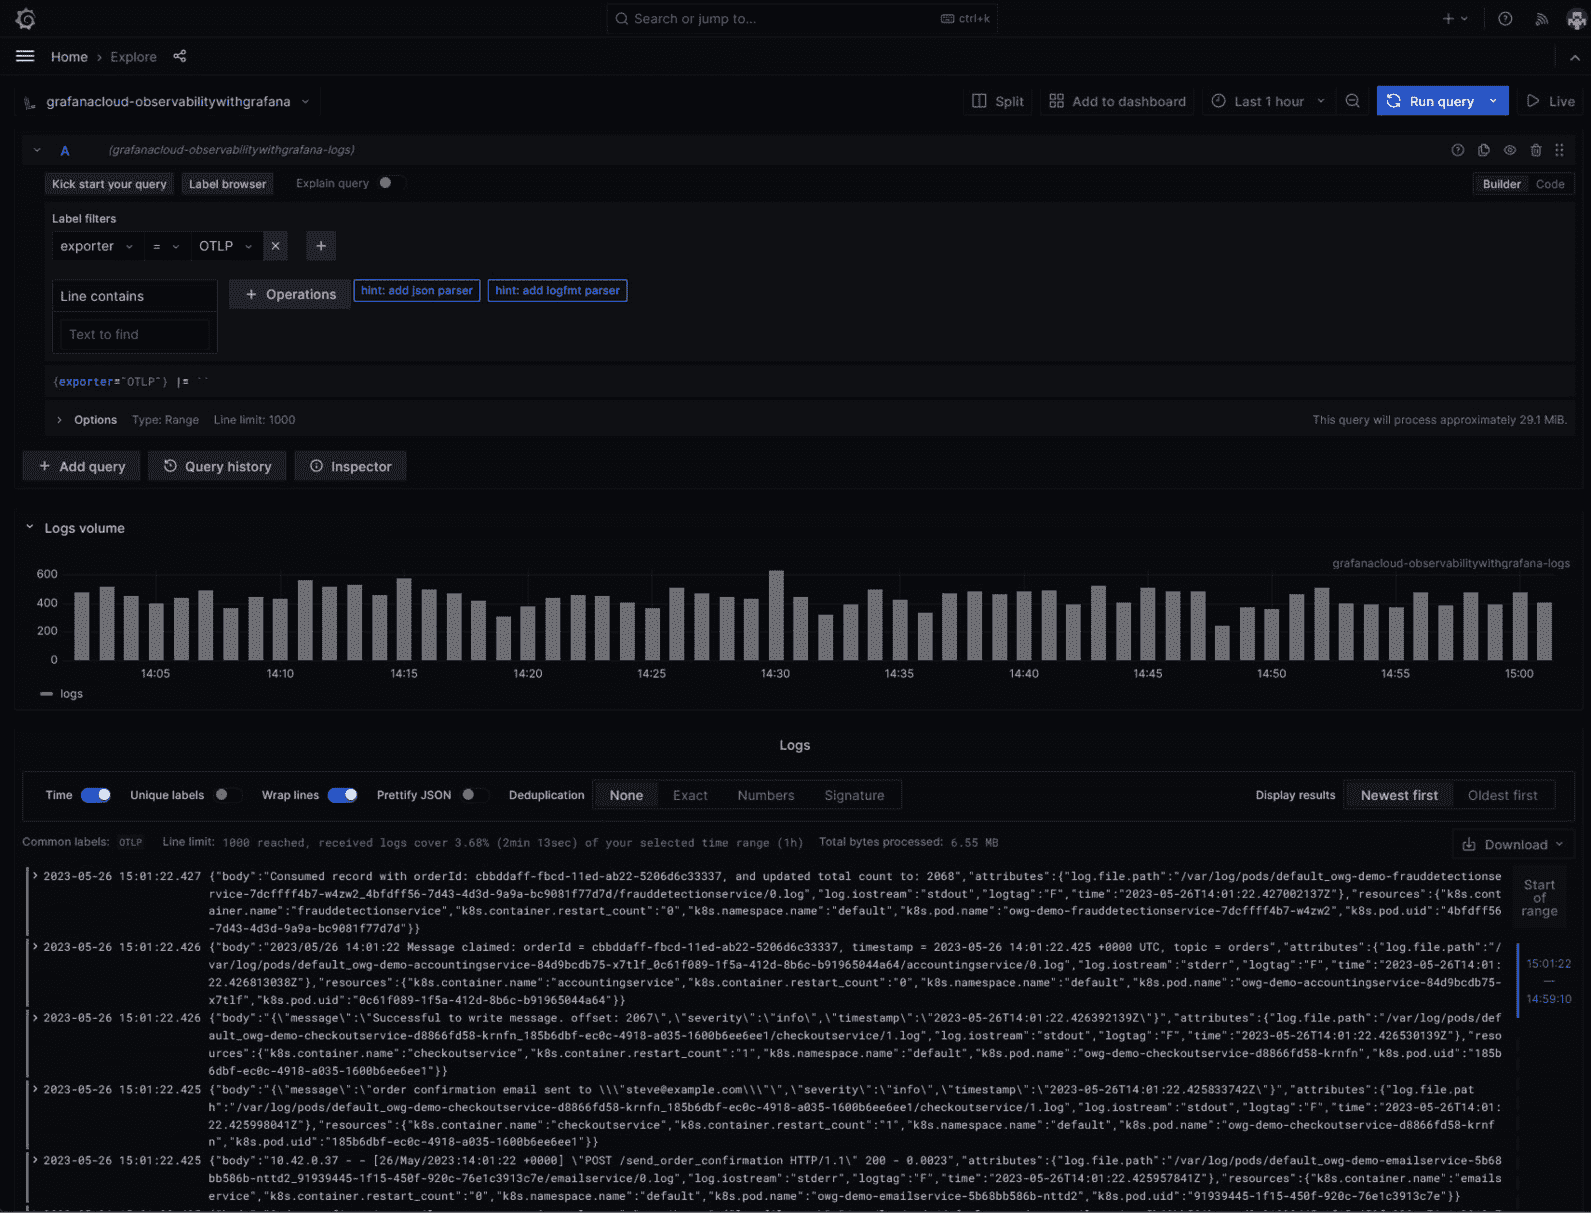 Search or jump to...
ctrl+k
Home › Explore
grafanacloud-observabilitywithgrafana
Split
Add to dashboard
Last 1 hour
Run query
Live
A
(grafanacloud-observabilitywithgrafana-logs)
Kick start your query
Label browser
Explain query
Builder
Code
Label filters
exporter
=
OTLP
Line contains
+ Operations
hint: add json parser
hint: add logfmt parser
Text to find
{exporter="OTLP"} |= ``
Options Type: Range Line limit: 1000
This query will process approximately 29.1 MiB.
+ Add query
Query history
Inspector
Logs volume
grafanacloud-observabilitywithgrafana-logs
600
400
200
0
14:05 14:10 14:15 14:20 14:25 14:30 14:35 14:40 14:45 14:50 14:55 15:00
logs
Logs
Time
Unique labels
Wrap lines
Prettify JSON
Deduplication
None
Exact
Numbers
Signature
Display results
Newest first
Oldest first
Common labels: OTLP Line limit: 1000 reached, received logs cover 3.68% (2min 13sec) of your selected time range (1h) Total bytes processed: 6.55 MB
Download
2023-05-26 15:01:22.427 {"body":"Consumed record with orderId: cbbddaff-fbcd-11ed-ab22-5206d6c33337, and updated total count to: 2068","attributes":{"log.file.path":"/var/log/pods/default_owg-demo-frauddetectionse
rvice-7dcffff4b7-w4zw2_4bfdff56-7d43-4d3d-9a9a-bc9081f77d7d/frauddetectionservice/0.log","log.iostream":"stdout","logtag":"F","time":"2023-05-26T14:01:22.427002137Z"},"resources":{"k8s.cont
ainer.name":"frauddetectionservice","k8s.container.restart_count":"0","k8s.namespace.name":"default","k8s.pod.name":"owg-demo-frauddetectionservice-7dcffff4b7-w4zw2","k8s.pod.uid":"4bfdff56
-7d43-4d3d-9a9a-bc9081f77d7d"}}
Start
of
range
2023-05-26 15:01:22.426 {"body":"2023/05/26 14:01:22 Message claimed: orderId = cbbddaff-fbcd-11ed-ab22-5206d6c33337, timestamp = 2023-05-26 14:01:22.425 +0000 UTC, topic = orders","attributes":{"log.file.path":"/
var/log/pods/default_owg-demo-accountingservice-84d9bcdb75-x7tlf_0c61f089-1f5a-412d-8b6c-b91965044a64/accountingservice/0.log","log.iostream":"stderr","logtag":"F","time":"2023-05-26T14:01:
22.426813038Z"},"resources":{"k8s.container.name":"accountingservice","k8s.container.restart_count":"0","k8s.namespace.name":"default","k8s.pod.name":"owg-demo-accountingservice-84d9bcdb75-
x7tlf","k8s.pod.uid":"0c61f089-1f5a-412d-8b6c-b91965044a64"}}
15:01:22
—
14:59:10
2023-05-26 15:01:22.426 {"body":"{\"message\":\"Successful to write message. offset: 2067\",\"severity\":\"info\",\"timestamp\":\"2023-05-26T14:01:22.426392139Z\"}","attributes":{"log.file.path":"/var/log/pods/def
ault_owg-demo-checkoutservice-d8866fd58-krnfn_185b6dbf-ec0c-4918-a035-1600b6ee6ee1/checkoutservice/1.log","log.iostream":"stdout","logtag":"F","time":"2023-05-26T14:01:22.426530139Z"},"reso
urces":{"k8s.container.name":"checkoutservice","k8s.container.restart_count":"1","k8s.namespace.name":"default","k8s.pod.name":"owg-demo-checkoutservice-d8866fd58-krnfn","k8s.pod.uid":"185b
6dbf-ec0c-4918-a035-1600b6ee6ee1"}}
2023-05-26 15:01:22.425 {"body":"{\"message\":\"order confirmation email sent to \\\"steve@example.com\\\"\",\"severity\":\"info\",\"timestamp\":\"2023-05-26T14:01:22.425833742Z\"}","attributes":{"log.file.pat
h":"/var/log/pods/default_owg-demo-checkoutservice-d8866fd58-krnfn_185b6dbf-ec0c-4918-a035-1600b6ee6ee1/checkoutservice/1.log","log.iostream":"stdout","logtag":"F","time":"2023-05-26T14:01:
22.425998041Z"},"resources":{"k8s.container.name":"checkoutservice","k8s.container.restart_count":"1","k8s.namespace.name":"default","k8s.pod.name":"owg-demo-checkoutservice-d8866fd58-krnf
n","k8s.pod.uid":"185b6dbf-ec0c-4918-a035-1600b6ee6ee1"}}
2023-05-26 15:01:22.425 {"body":"10.42.0.37 - - [26/May/2023:14:01:22 +0000] \"POST /send_order_confirmation HTTP/1.1\" 200 - 0.0023","attributes":{"log.file.path":"/var/log/pods/default_owg-demo-emailservice-5b68
bb586b-nttd2_91939445-1f15-450f-920c-76e1c3913c7e/emailservice/0.log","log.iostream":"stderr","logtag":"F","time":"2023-05-26T14:01:22.425957841Z"},"resources":{"k8s.container.name":"emails
ervice","k8s.container.restart_count":"0","k8s.namespace.name":"default","k8s.pod.name":"owg-demo-emailservice-5b68bb586b-nttd2","k8s.pod.uid":"91939445-1f15-450f-920c-76e1c3913c7e"}}